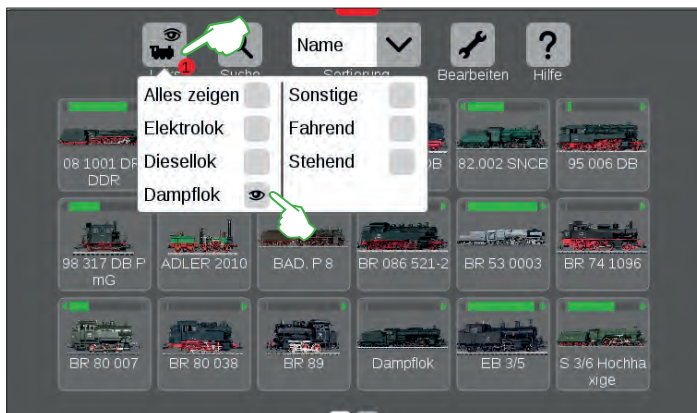 Name
1
Suche
Sortierung
Bearbeiten
Hilfe
Alles zeigen
Elektrolok
Diesellok
Dampflok
Sonstige
Fahrend
Stehend
08 1001 DR
DDR
82.002 SNCB
95 006 DB
98 317 DB P
mG
ADLER 2010
BAD. P 8
BR 086 521-2
BR 53 0003
BR 74 1096
BR 80 007
BR 80 038
BR 89
Dampflok
EB 3/5
S 3/6 Hochha
xige